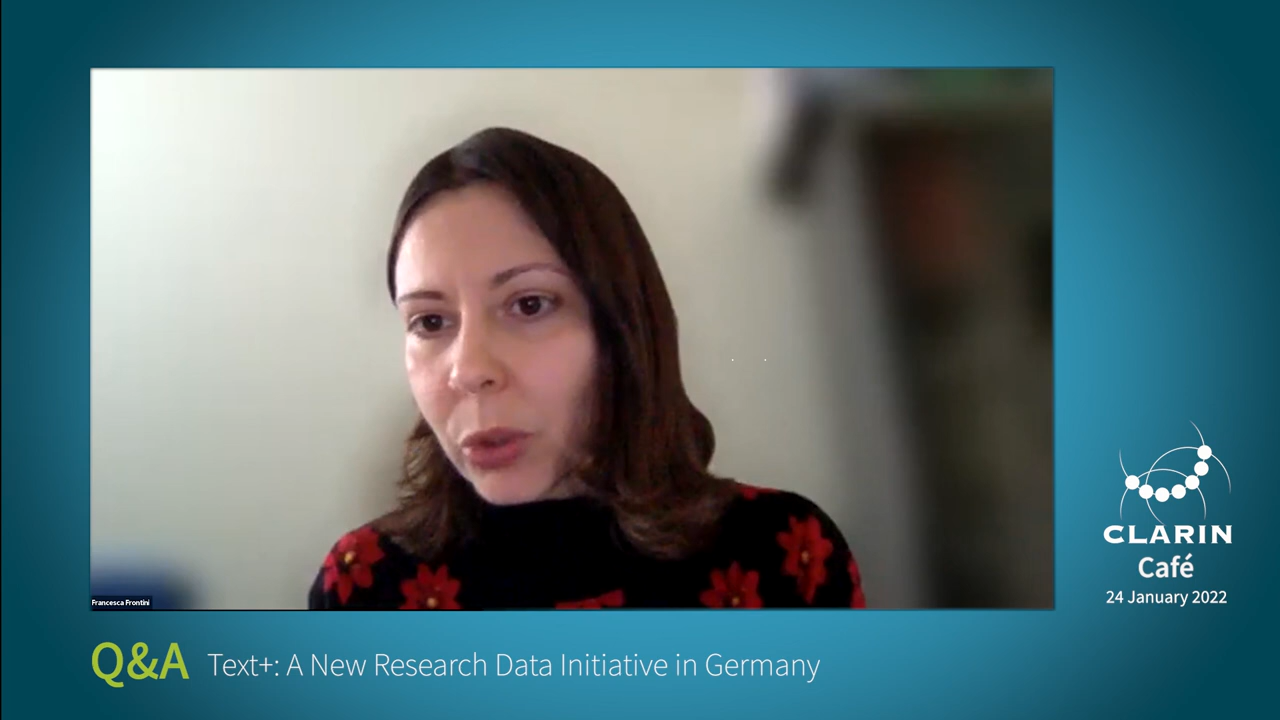 Francesca Frontini
CLARIN
Café
24 January 2022
Q&A Text+: A New Research Data Initiative in Germany